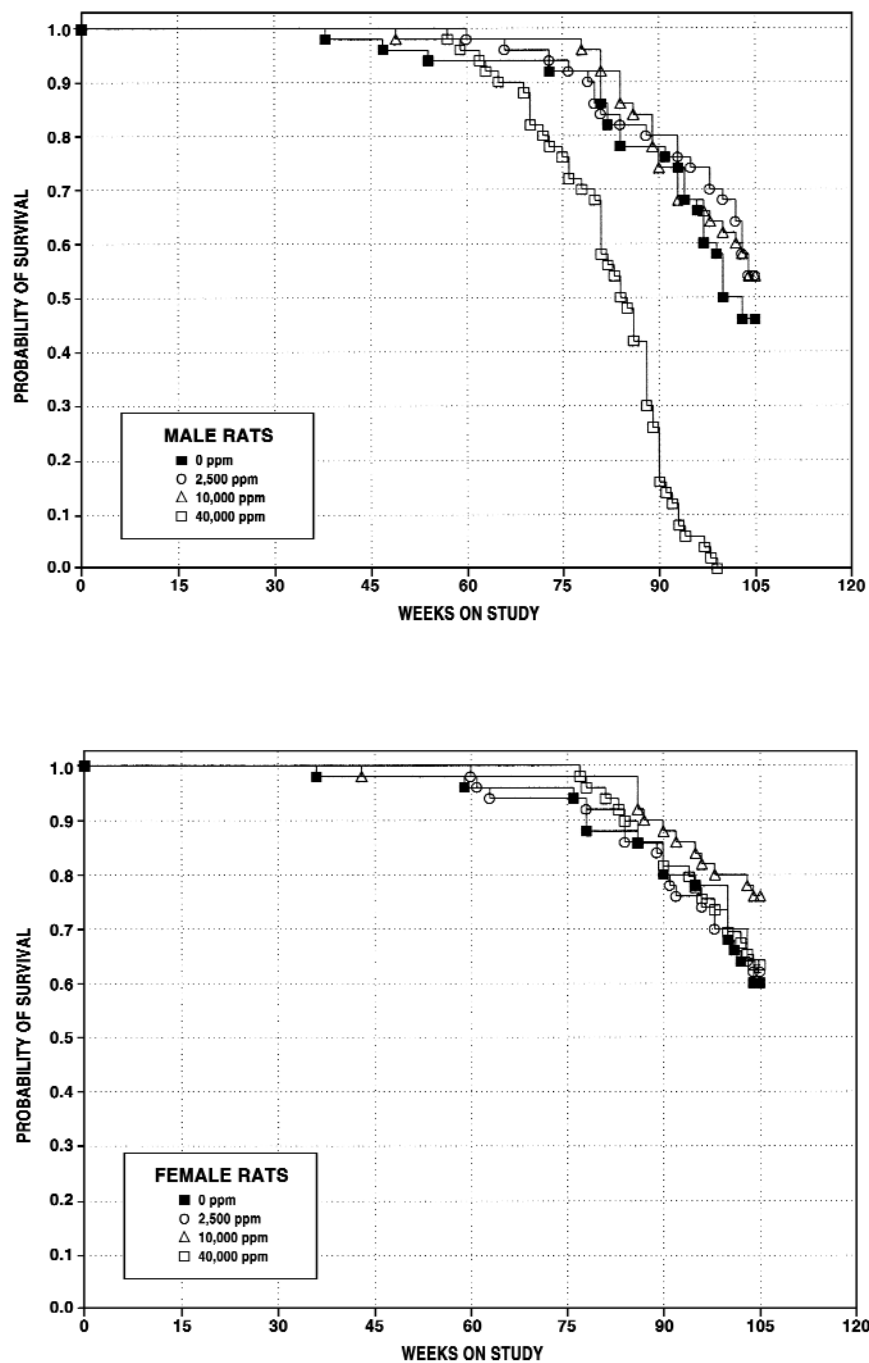 1.0
0.9
0.8
0.7
0.6
0.5
0.4
0.3
0.2
0.1
0.0
PROBABILITY OF SURVIVAL
MALE RATS
0 ppm
2,500 ppm
10,000 ppm
40,000 ppm
0 15 30 45 60 75 90 105 120
WEEKS ON STUDY
1.0
0.9
0.8
0.7
0.6
0.5
0.4
0.3
0.2
0.1
0.0
PROBABILITY OF SURVIVAL
FEMALE RATS
0 ppm
2,500 ppm
10,000 ppm
40,000 ppm
0 15 30 45 60 75 90 105 120
WEEKS ON STUDY